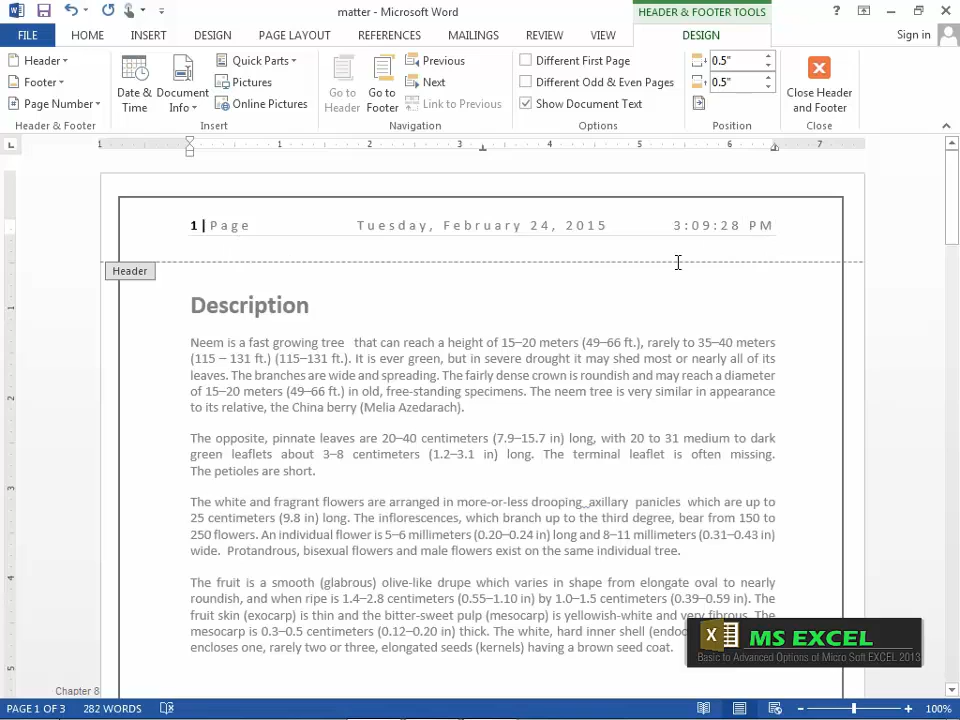 matter - Microsoft Word
HEADER & FOOTER TOOLS
FILE HOME INSERT DESIGN PAGE LAYOUT REFERENCES MAILINGS REVIEW VIEW DESIGN Sign in
Header
Footer
Page Number
Header & Footer
Date & Time
Document Info
Quick Parts
Pictures
Online Pictures
Insert
Go to Header
Go to Footer
Previous
Next
Link to Previous
Navigation
Different First Page
Different Odd & Even Pages
Show Document Text
Options
0.5"
0.5"
Position
Close Header and Footer
Close
1 1 2 3 4 5 6 7
1|Page Tuesday, February 24, 2015 3:09:28 PM
Header
Description
Neem is a fast growing tree that can reach a height of 15–20 meters (49–66 ft.), rarely to 35–40 meters
(115 – 131 ft.) (115–131 ft.). It is ever green, but in severe drought it may shed most or nearly all of its
leaves. The branches are wide and spreading. The fairly dense crown is roundish and may reach a diameter
of 15–20 meters (49–66 ft.) in old, free-standing specimens. The neem tree is very similar in appearance
to its relative, the China berry (Melia Azedarach).
The opposite, pinnate leaves are 20–40 centimeters (7.9–15.7 in) long, with 20 to 31 medium to dark
green leaflets about 3–8 centimeters (1.2–3.1 in) long. The terminal leaflet is often missing.
The petioles are short.
The white and fragrant flowers are arranged in more-or-less drooping axillary panicles which are up to
25 centimeters (9.8 in) long. The inflorescences, which branch up to the third degree, bear from 150 to
250 flowers. An individual flower is 5–6 millimeters (0.20–0.24 in) long and 8–11 millimeters (0.31–0.43 in)
wide. Protandrous, bisexual flowers and male flowers exist on the same individual tree.
The fruit is a smooth (glabrous) olive-like drupe which varies in shape from elongate oval to nearly
roundish, and when ripe is 1.4–2.8 centimeters (0.55–1.10 in) by 1.0–1.5 centimeters (0.39–0.59 in). The
fruit skin (exocarp) is thin and the bitter-sweet pulp (mesocarp) is yellowish-white and very fibrous. The
mesocarp is 0.3–0.5 centimeters (0.12–0.20 in) thick. The white, hard inner shell
encloses one, rarely two or three, elongated seeds (kernels) having a brown seed coat.
MS EXCEL
Basic to Advanced Options of Micro Soft EXCEL 2013
Chapter 8
PAGE 1 OF 3 282 WORDS 100%